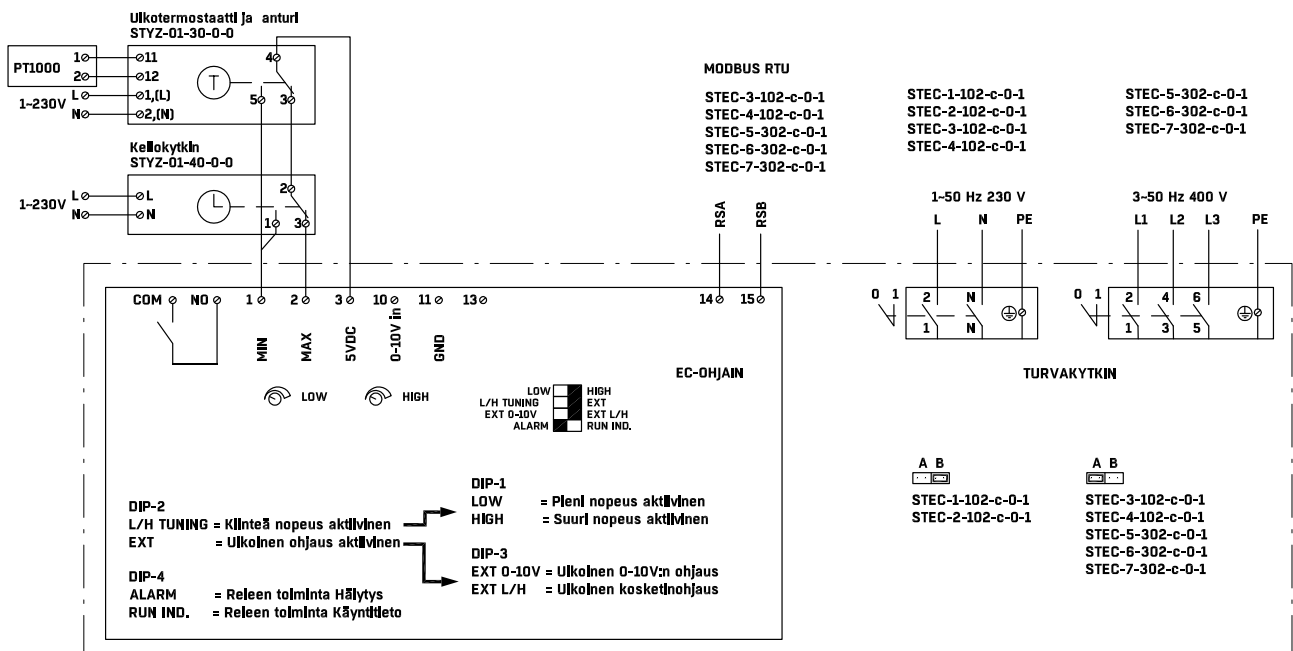 Ulkotermostaatti ja anturi
STYZ-01-30-0-0
PT1000
1
2
11
12
1~230V
L
N
1,(L)
2,(N)
T
4
5
3
Kellokytkin
STYZ-01-40-0-0
1~230V
L
N
L
N
2
1
3
MODBUS RTU
STEC-3-102-c-0-1
STEC-4-102-c-0-1
STEC-5-302-c-0-1
STEC-6-302-c-0-1
STEC-7-302-c-0-1
RSA
RSB
STEC-1-102-c-0-1
STEC-2-102-c-0-1
STEC-3-102-c-0-1
STEC-4-102-c-0-1
1~50 Hz 230 V
L N PE
STEC-5-302-c-0-1
STEC-6-302-c-0-1
STEC-7-302-c-0-1
3~50 Hz 400 V
L1 L2 L3 PE
COM NO 1 2 3 10 11 13 14 15
MIN
MAX
5VDC
0-10V in
GND
0 1
2 N
1 N
0 1
2 4 6
1 3 5
TURVAKYTKIN
EC-OHJAIN
LOW
HIGH
LOW HIGH
L/H TUNING EXT
EXT 0-10V EXT L/H
ALARM RUN IND.
DIP-2
L/H TUNING = Kiinteä nopeus aktiivinen
EXT = Ulkoinen ohjaus aktiivinen
DIP-4
ALARM = Releen toiminta Hälytys
RUN IND. = Releen toiminta Käyntitieto
DIP-1
LOW = Pieni nopeus aktiivinen
HIGH = Suuri nopeus aktiivinen
DIP-3
EXT 0-10V = Ulkoinen 0-10V:n ohjaus
EXT L/H = Ulkoinen kosketinohjaus
A B
STEC-1-102-c-0-1
STEC-2-102-c-0-1
A B
STEC-3-102-c-0-1
STEC-4-102-c-0-1
STEC-5-302-c-0-1
STEC-6-302-c-0-1
STEC-7-302-c-0-1